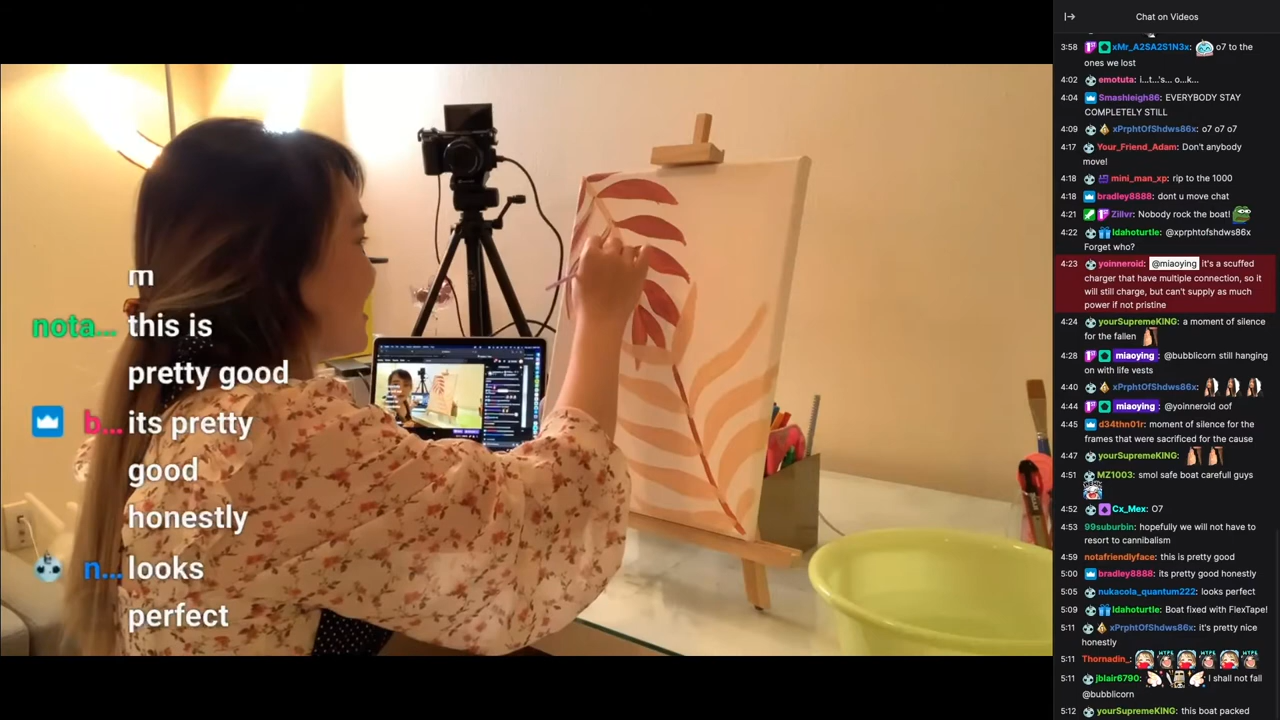 Chat on Videos
3:58 xMr_A2SA2S1N3x: o7 to the
ones we lost
4:02 emotuta: i...t...'s... o...k...
4:04 Smashleigh86: EVERYBODY STAY
COMPLETELY STILL
4:09 xPrphtOfShdws86x: o7 o7 o7
4:17 Your_Friend_Adam: Don't anybody
move!
4:18 mini_man_xp: rip to the 1000
4:18 bradley8888: dont u move chat
4:21 Zillvr: Nobody rock the boat!
4:22 Idahoturtle: @xprphtofshdws86x
Forget who?
4:23 yoinneroid: @miaoying it's a scuffed
charger that have multiple connection, so it
will still charge, but can't supply as much
power if not pristine
4:24 yourSupremeKING: a moment of silence
for the fallen
4:28 miaoying : @bubblicorn still hanging
on with life vests
4:40 xPrphtOfShdws86x:
4:44 miaoying : @yoinneroid oof
4:45 d34thn01r: moment of silence for the
frames that were sacrificed for the cause
4:47 yourSupremeKING:
4:51 MZ1003: smol safe boat carefull guys
4:52 Cx_Mex: O7
4:53 99suburbin: hopefully we will not have to
resort to cannibalism
4:59 notafriendlyface: this is pretty good
5:00 bradley8888: its pretty good honestly
5:05 nukacola_quantum222: looks perfect
5:09 Idahoturtle: Boat fixed with FlexTape!
5:11 xPrphtOfShdws86x: it's pretty nice
honestly
5:11 Thornadin_:
5:11 jblair6790: I shall not fall
@bubblicorn
5:12 yourSupremeKING: this boat packed
m
nota... this is
pretty good
b... its pretty
good
honestly
n... looks
perfect